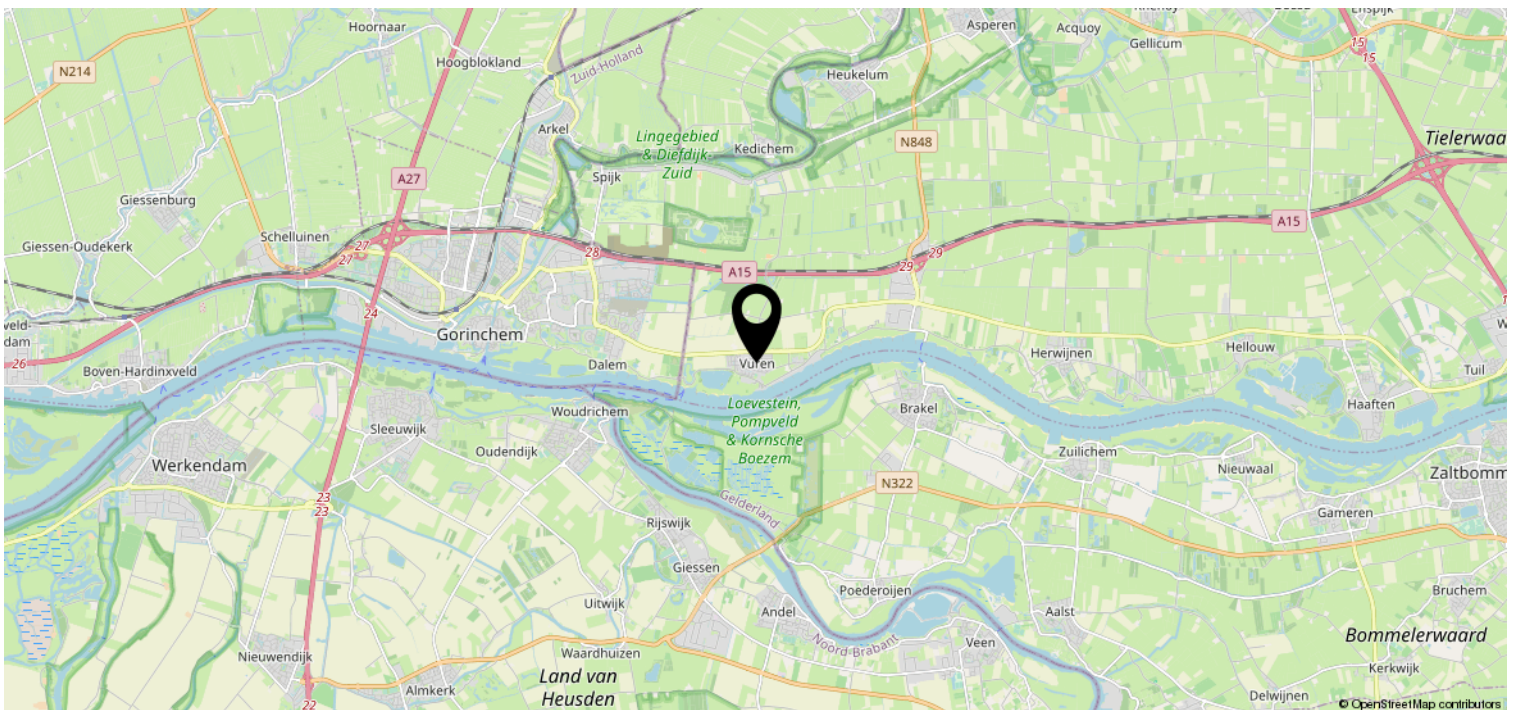 Hoornaar
Asperen
Acquoy
Gellicum
15
15
N214
Hoogblokland
Zuid-Holland
Heukelum
Arkel
Lingegebied
& Diefdijk-
Zuid
Kedichem
N848
Tielerwaa
A27
Spijk
Giessenburg
A15
Giessen-Oudekerk
Schelluinen
27
27
28
A15
29
29
24
Gorinchem
veld-
dam
26
Boven-Hardinxveld
Dalem
Vuren
Herwijnen
Hellouw
Tuil
Woudrichem
Loevestein,
Pompveld
& Kornsche
Boezem
Brakel
Haaften
Sleeuwijk
Oudendijk
Zuilichem
Nieuwaal
Werkendam
Zaltbomm
N322
23
23
Gelderland
Gameren
Rijswijk
Giessen
Poederoijen
Bruchem
Uitwijk
Andel
Aalst
Noord-Brabant
Veen
Bommelerwaard
Nieuwendijk
Waardhuizen
Kerkwijk
Almkerk
Land van
Heusden
Delwijnen
22
© OpenStreetMap contributors